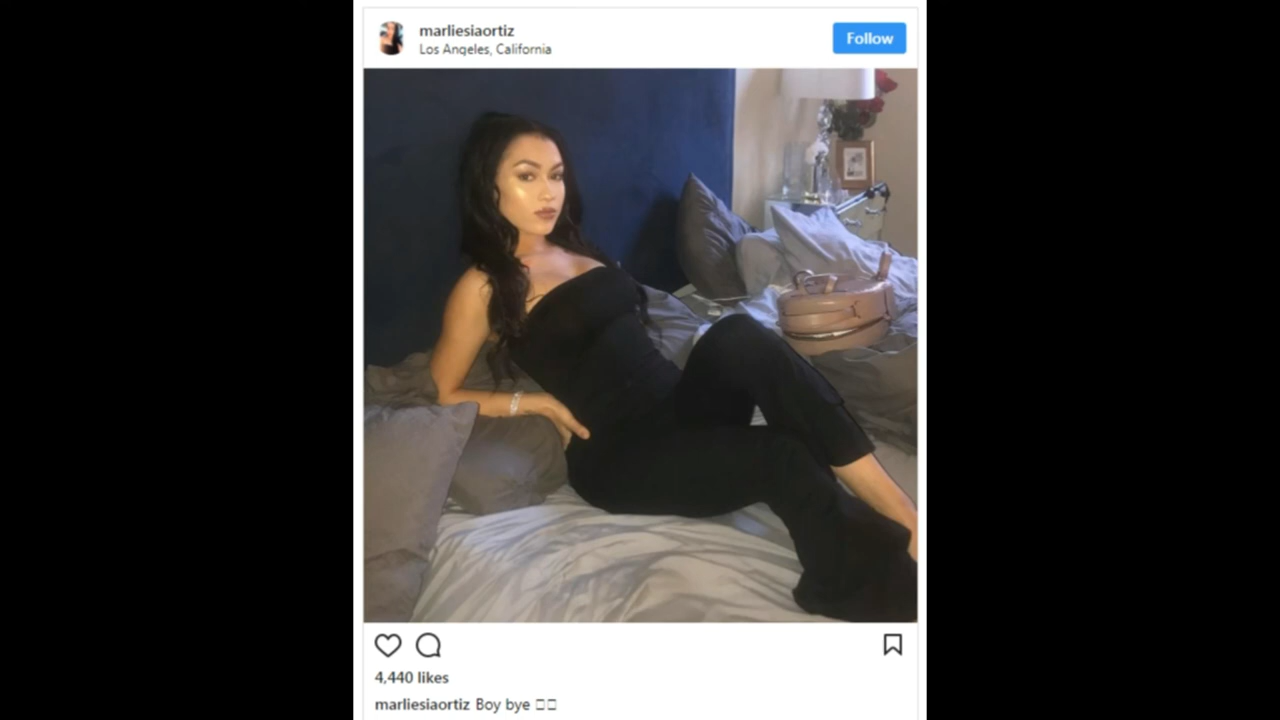 marliesiaortiz
Los Angeles, California
Follow
4,440 likes
marliesiaortiz Boy bye □□